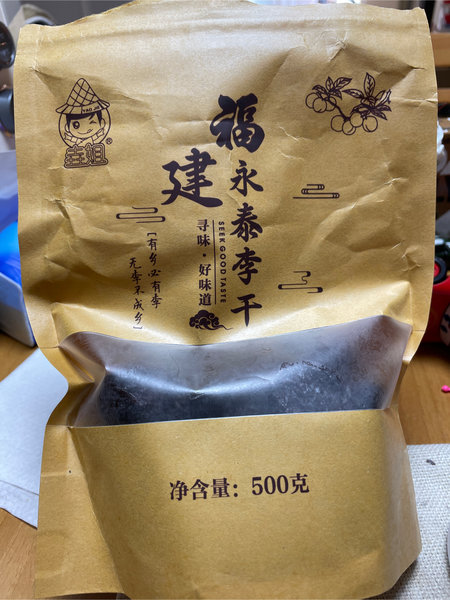 壵姐®
福
建
永泰李干
SEEK GOOD TASTE
寻味·好味道
[有乡必有李
无李不成乡]
净含量：500克